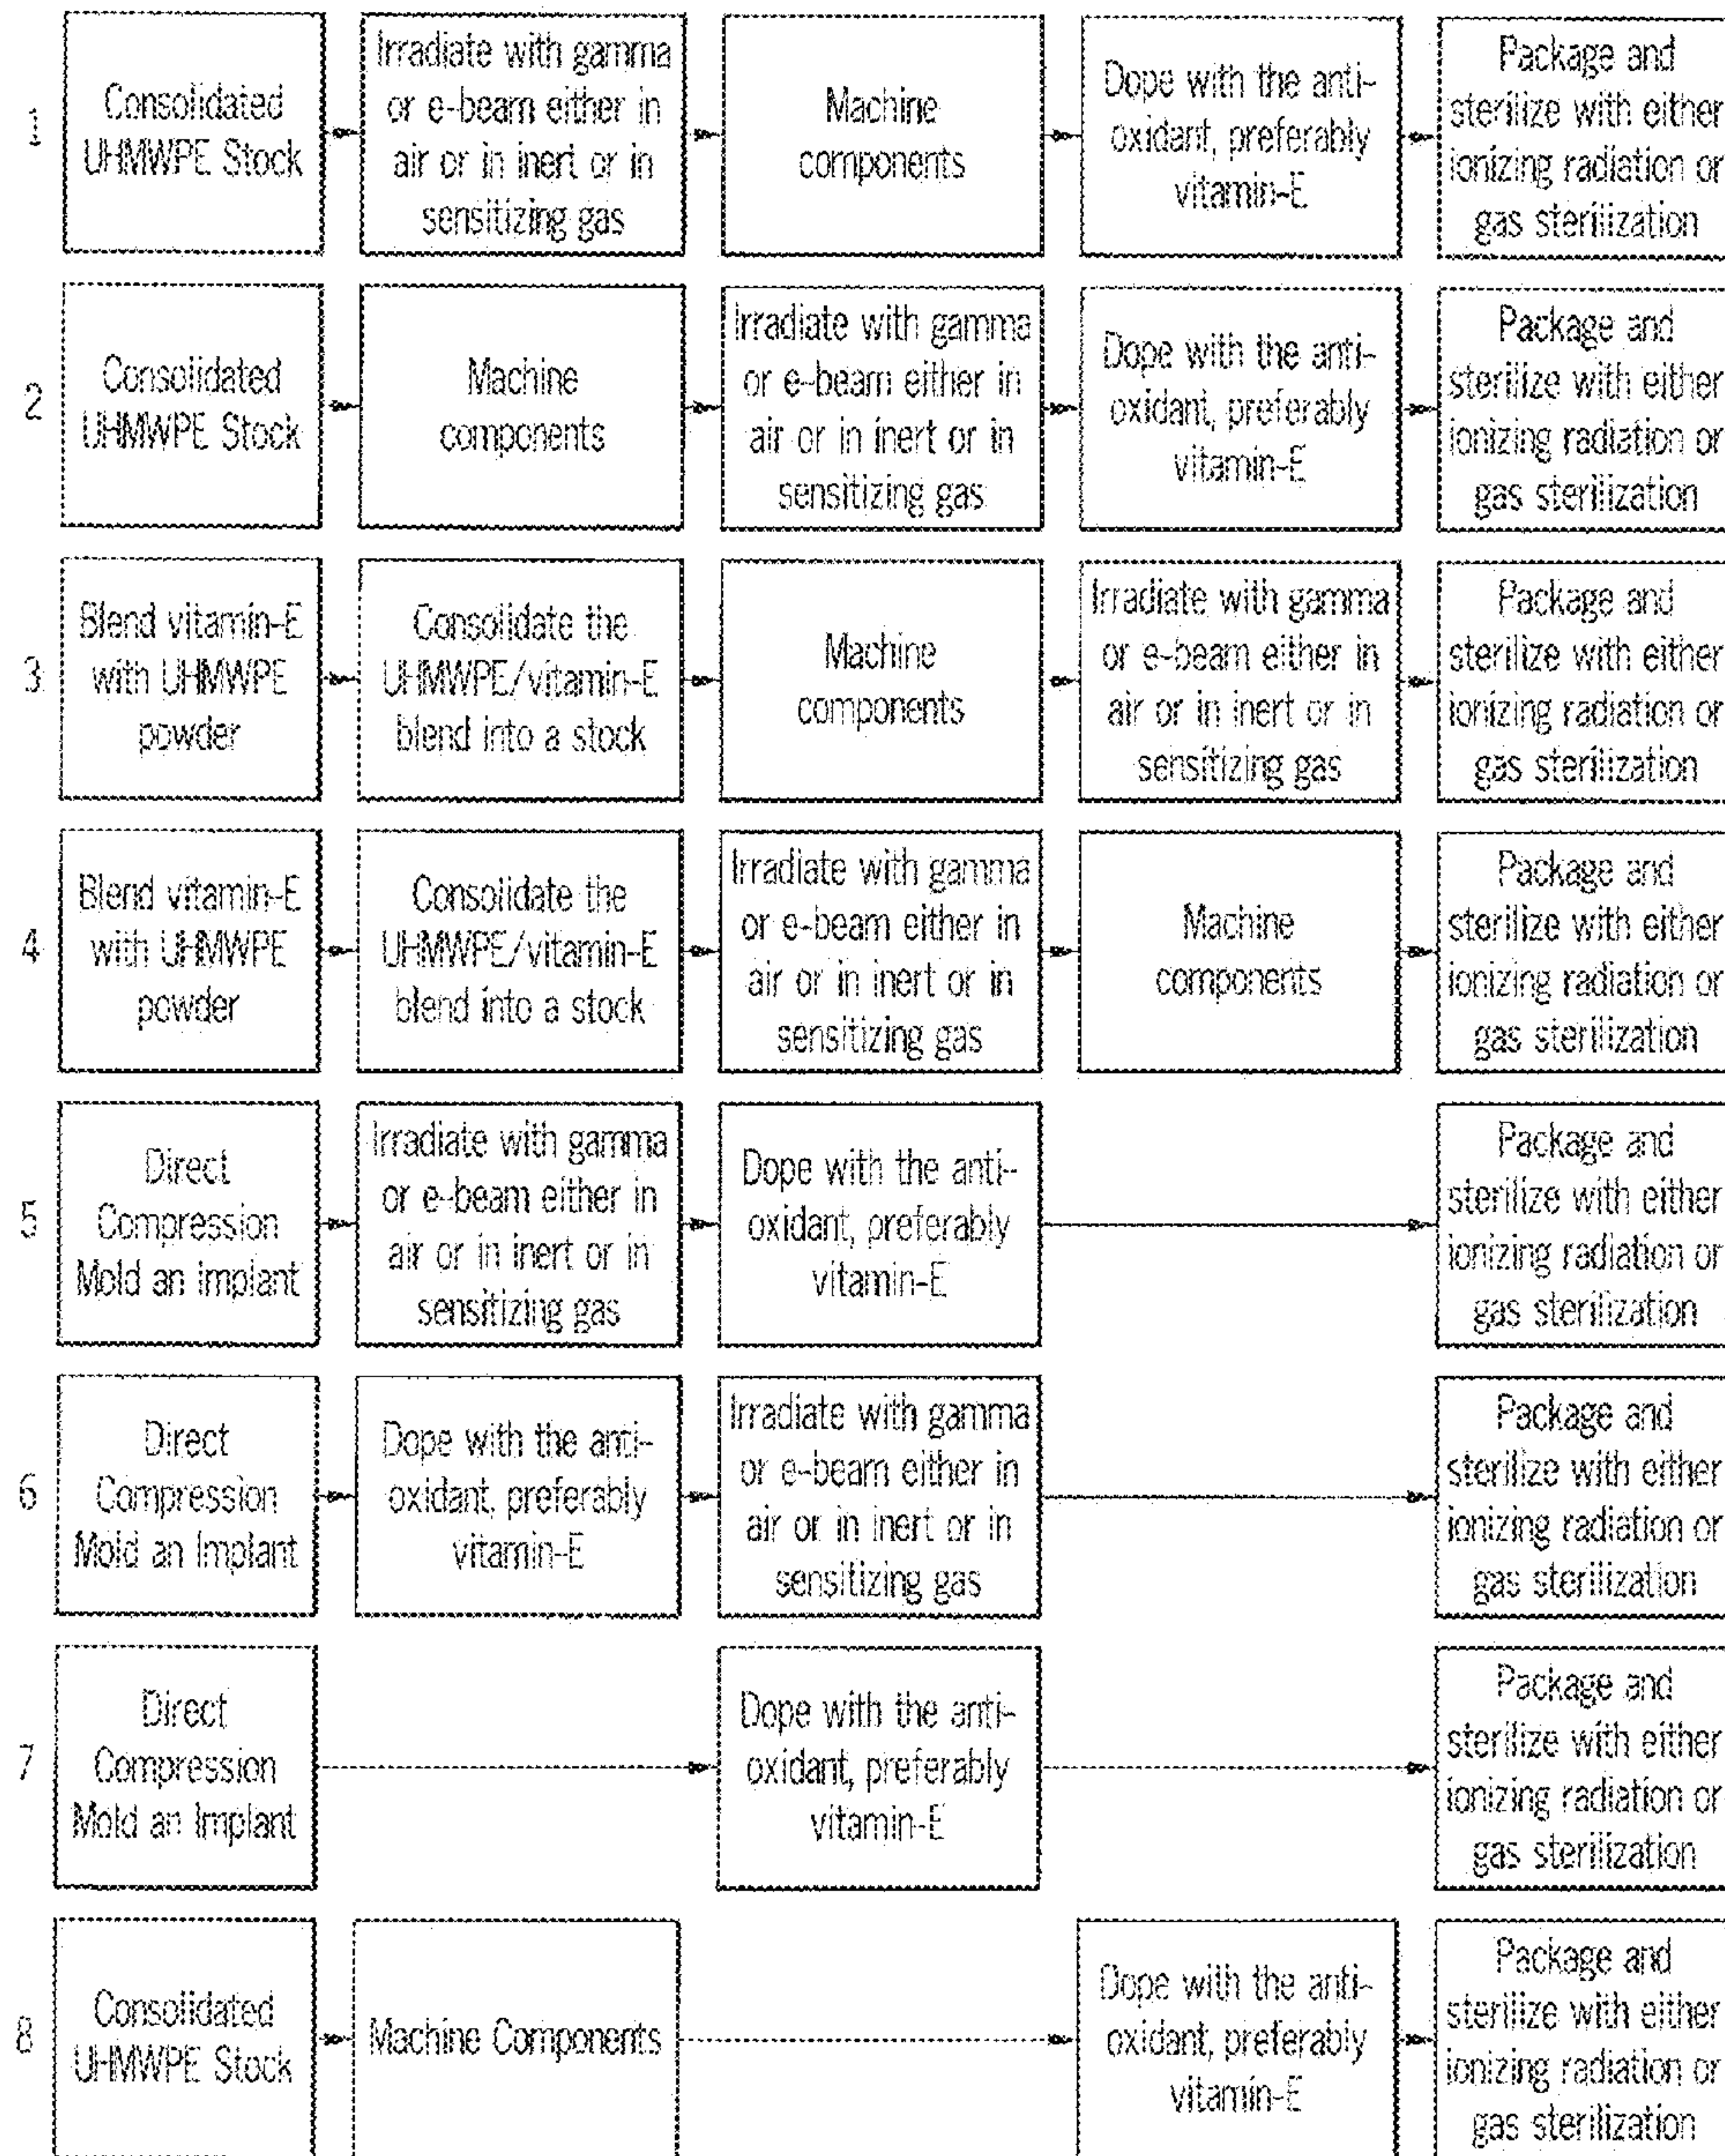 1
Consolidated
UHMWPE Stock
Irradiate with gamma
or e-beam either in
air or in inert or in
sensitizing gas
Machine
components
Dope with the anti-
oxidant, preferably
vitamin-E
Package and
sterilize with either
ionizing radiation or
gas sterilization
2
Consolidated
UHMWPE Stock
Machine
components
Irradiate with gamma
or e-beam either in
air or in inert or in
sensitizing gas
Dope with the anti-
oxidant, preferably
vitamin-E
Package and
sterilize with either
ionizing radiation or
gas sterilization
3
Blend vitamin-E
with UHMWPE
powder
Consolidate the
UHMWPE/vitamin-E
blend into a stock
Machine
components
Irradiate with gamma
or e-beam either in
air or in inert or in
sensitizing gas
Package and
sterilize with either
ionizing radiation or
gas sterilization
4
Blend vitamin-E
with UHMWPE
powder
Consolidate the
UHMWPE/vitamin-E
blend into a stock
Irradiate with gamma
or e-beam either in
air or in inert or in
sensitizing gas
Machine
components
Package and
sterilize with either
ionizing radiation or
gas sterilization
5
Direct
Compression
Mold an implant
Irradiate with gamma
or e-beam either in
air or in inert or in
sensitizing gas
Dope with the anti-
oxidant, preferably
vitamin-E
Package and
sterilize with either
ionizing radiation or
gas sterilization
6
Direct
Compression
Mold an Implant
Dope with the anti-
oxidant, preferably
vitamin-E
Irradiate with gamma
or e-beam either in
air or in inert or in
sensitizing gas
Package and
sterilize with either
ionizing radiation or
gas sterilization
7
Direct
Compression
Mold an Implant
Dope with the anti-
oxidant, preferably
vitamin-E
Package and
sterilize with either
ionizing radiation or
gas sterilization
8
Consolidated
UHMWPE Stock
Machine Components
Dope with the anti-
oxidant, preferably
vitamin-E
Package and
sterilize with either
ionizing radiation or
gas sterilization